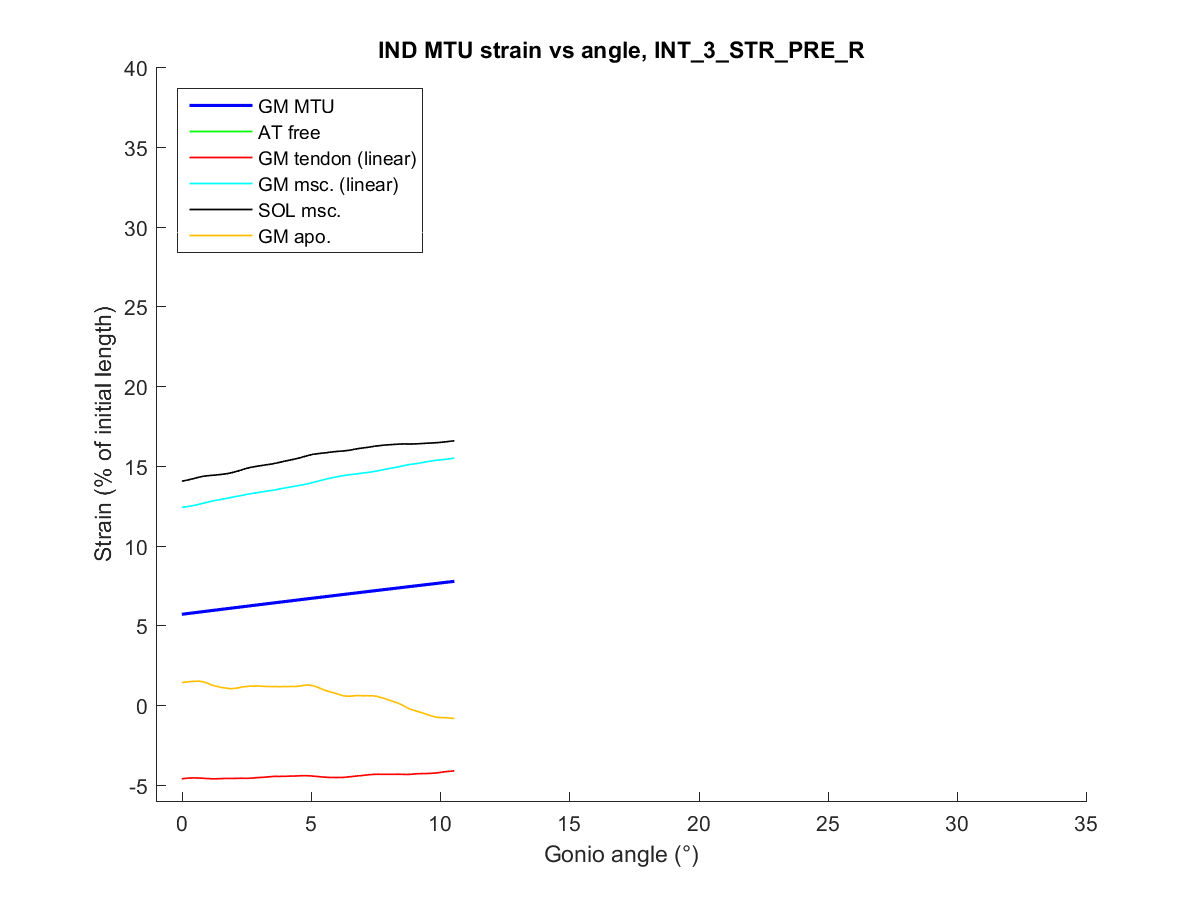 IND MTU strain vs angle, INT_3_STR_PRE_R
40
35
30
25
20
15
10
5
0
-5
Strain (% of initial length)
GM MTU
AT free
GM tendon (linear)
GM msc. (linear)
SOL msc.
GM apo.
0 5 10 15 20 25 30 35
Gonio angle (°)